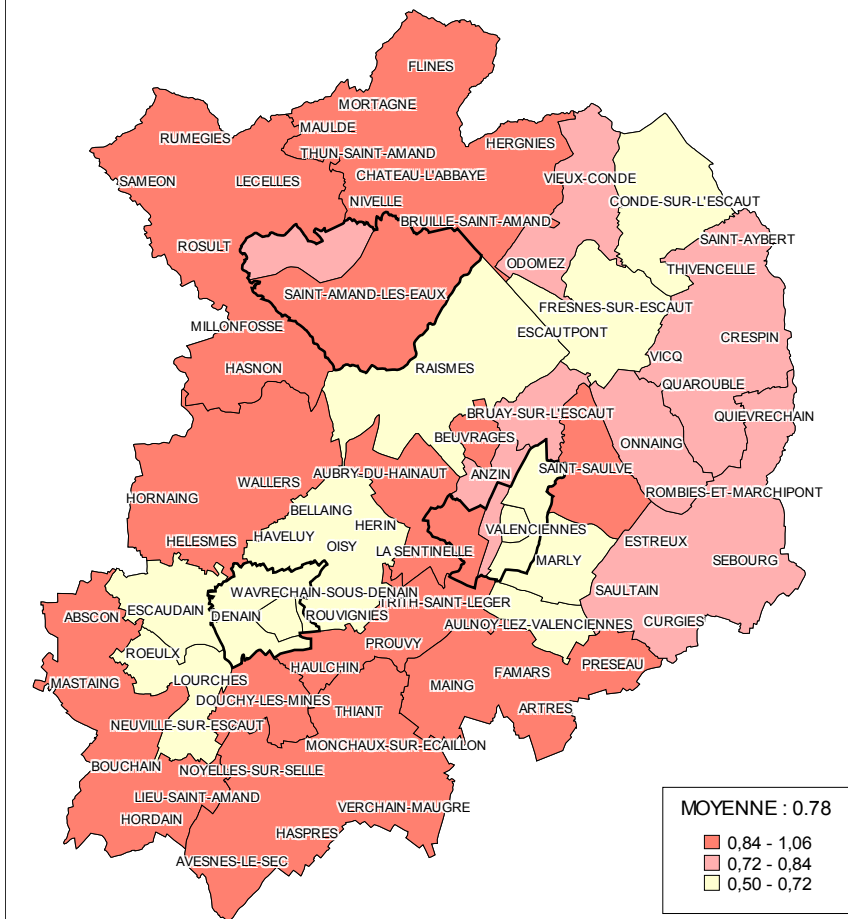 FLINES
MORTAGNE
MAULDE
RUMEGIES
HERGNIES
THUN-SAINT-AMAND
CHATEAU-L'ABBAYE
VIEUX-CONDE
SAMEON
LECELLES
NIVELLE
CONDE-SUR-L'ESCAUT
BRUILLE-SAINT-AMAND
SAINT-AYBERT
ROSULT
ODOMEZ
THIVENCELLE
SAINT-AMAND-LES-EAUX
FRESNES-SUR-ESCAUT
MILLONFOSSE
ESCAUTPONT
CRESPIN
HASNON
RAISMES
VICQ
QUAROUBLE
BRUAY-SUR-L'ESCAUT
QUIEVRECHAIN
BEUVRAGES
ONNAING
AUBRY-DU-HAINAUT
ANZIN
SAINT-SAULVE
WALLERS
HORNAING
ROMBIES-ET-MARCHIPONT
BELLAING
HERIN
VALENCIENNES
HELESMES
HAVELUY
OISY
LA SENTINELLE
ESTREUX
MARLY
SEBOURG
WAVRECHAIN-SOUS-DENAIN
SAULTAIN
ABSCON
ESCAUDAIN
DENAIN
ROUVIGNIES
TRITH-SAINT-LEGER
AULNOY-LEZ-VALENCIENNES
CURGIES
ROEULX
PROUVY
HAULCHIN
FAMARS
PRESEAU
MASTAING
LOURCHES
MAING
DOUCHY-LES-MINES
THIANT
ARTRES
NEUVILLE-SUR-ESCAUT
MONCHAUX-SUR-ECAILLON
BOUCHAIN
NOYELLES-SUR-SELLE
LIEU-SAINT-AMAND
VERCHAIN-MAUGRE
HORDAIN
HASPRES
AVESNES-LE-SEC
MOYENNE : 0.78
0,84 - 1,06
0,72 - 0,84
0,50 - 0,72